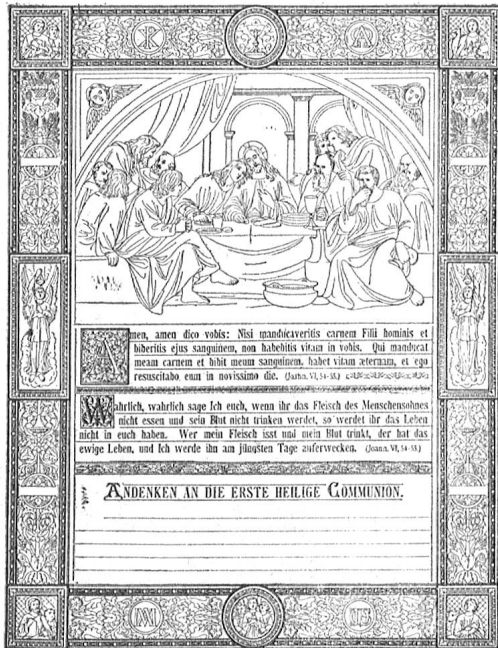 Amen, amen dico vobis: Nisi manducaveritis carnem Filii hominis et
biberitis ejus sanguinem, non habebitis vitam in vobis. Qui manducat
meam carnem et bibit meum sanguinem, habet vitam æternam, et ego
resuscitabo eum in novissimo die. (Joann. VI, 54-55.)
Wahrlich, wahrlich sage Ich euch, wenn ihr das Fleisch des Menschensohnes
nicht essen und sein Blut nicht trinken werdet, so werdet ihr das Leben
nicht in euch haben. Wer mein Fleisch isst und mein Blut trinkt, der hat das
ewige Leben, und Ich werde ihn am jüngsten Tage auferwecken. (Joann. VI, 54-55.)
ANDENKEN AN DIE ERSTE HEILIGE COMMUNION.